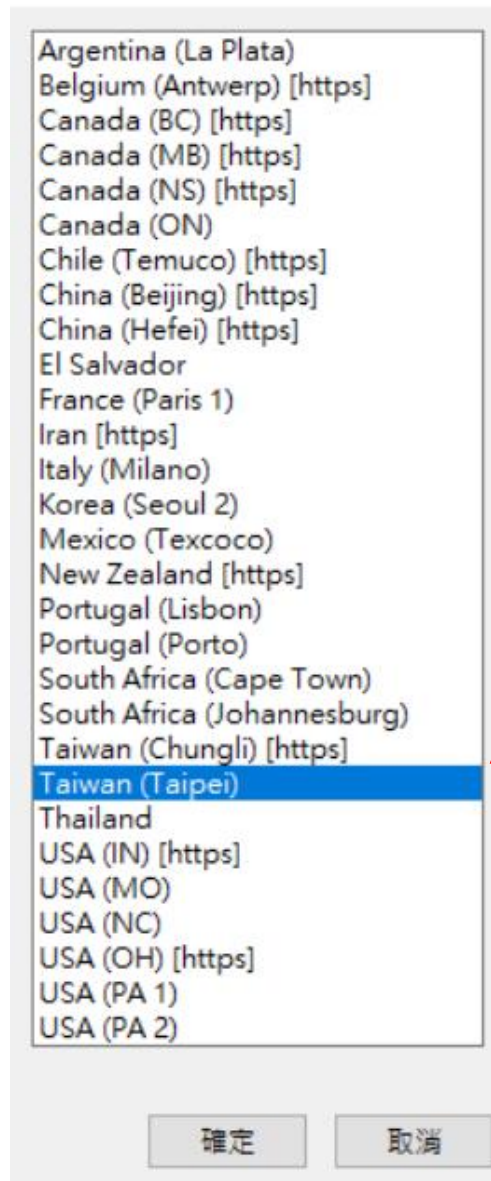 Argentina (La Plata)
Belgium (Antwerp) [https]
Canada (BC) [https]
Canada (MB) [https]
Canada (NS) [https]
Canada (ON)
Chile (Temuco) [https]
China (Beijing) [https]
China (Hefei) [https]
El Salvador
France (Paris 1)
Iran [https]
Italy (Milano)
Korea (Seoul 2)
Mexico (Texcoco)
New Zealand [https]
Portugal (Lisbon)
Portugal (Porto)
South Africa (Cape Town)
South Africa (Johannesburg)
Taiwan (Chungli) [https]
Taiwan (Taipei)
Thailand
USA (IN) [https]
USA (MO)
USA (NC)
USA (OH) [https]
USA (PA 1)
USA (PA 2)
確定 取消